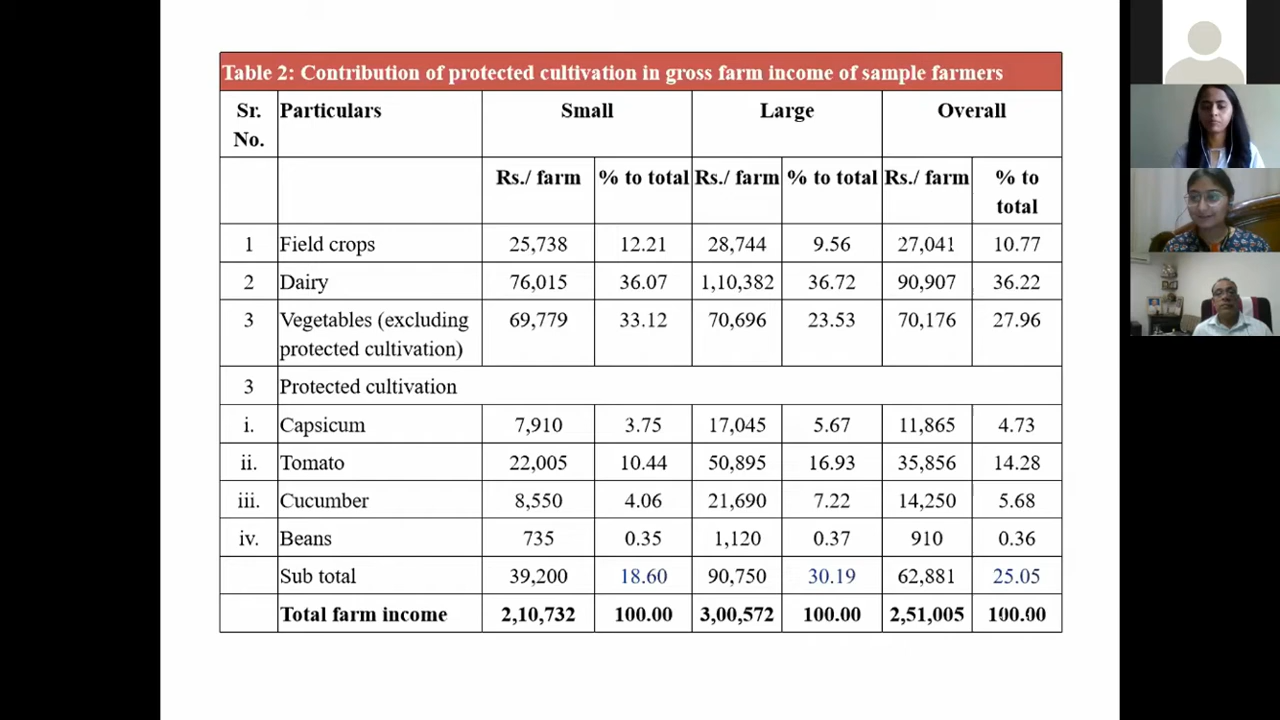 Table 2: Contribution of protected cultivation in gross farm income of sample farmers
Sr. No. Particulars Small Large Overall
Rs./ farm % to total Rs./ farm % to total Rs./ farm % to total
1 Field crops 25,738 12.21 28,744 9.56 27,041 10.77
2 Dairy 76,015 36.07 1,10,382 36.72 90,907 36.22
3 Vegetables (excluding protected cultivation) 69,779 33.12 70,696 23.53 70,176 27.96
3 Protected cultivation
i. Capsicum 7,910 3.75 17,045 5.67 11,865 4.73
ii. Tomato 22,005 10.44 50,895 16.93 35,856 14.28
iii. Cucumber 8,550 4.06 21,690 7.22 14,250 5.68
iv. Beans 735 0.35 1,120 0.37 910 0.36
Sub total 39,200 18.60 90,750 30.19 62,881 25.05
Total farm income 2,10,732 100.00 3,00,572 100.00 2,51,005 100.00